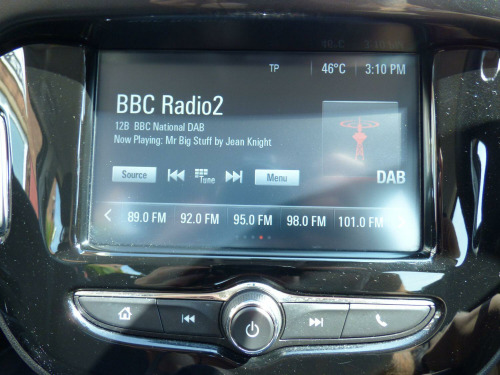 TP 46°C 3:10 PM
BBC Radio2
12B BBC National DAB
Now Playing: Mr Big Stuff by Jean Knight
Source Tune Menu
DAB
89.0 FM 92.0 FM 95.0 FM 98.0 FM 101.0 FM